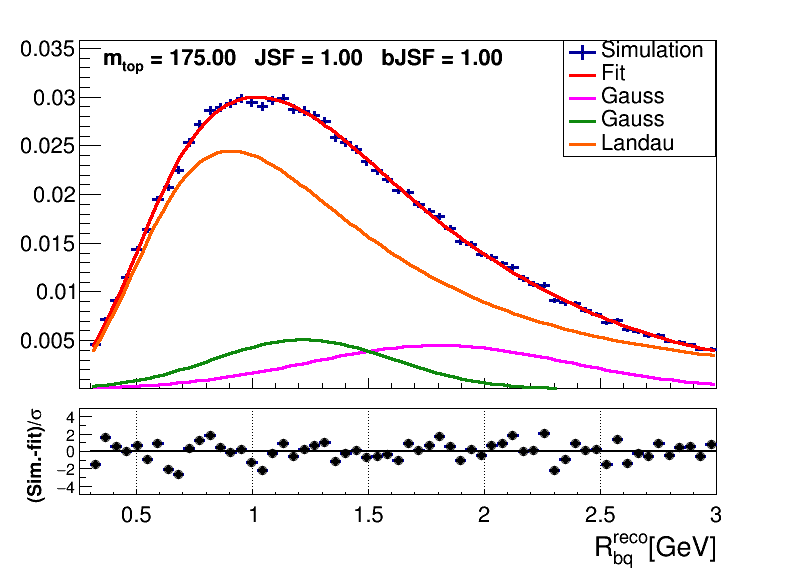 m_top = 175.00 JSF = 1.00 bJSF = 1.00
Simulation
Fit
Gauss
Gauss
Landau
0.035
0.03
0.025
0.02
0.015
0.01
0.005
(Sim.-fit)/σ
4
2
0
−2
−4
0.5 1 1.5 2 2.5 3
R_bq^reco[GeV]